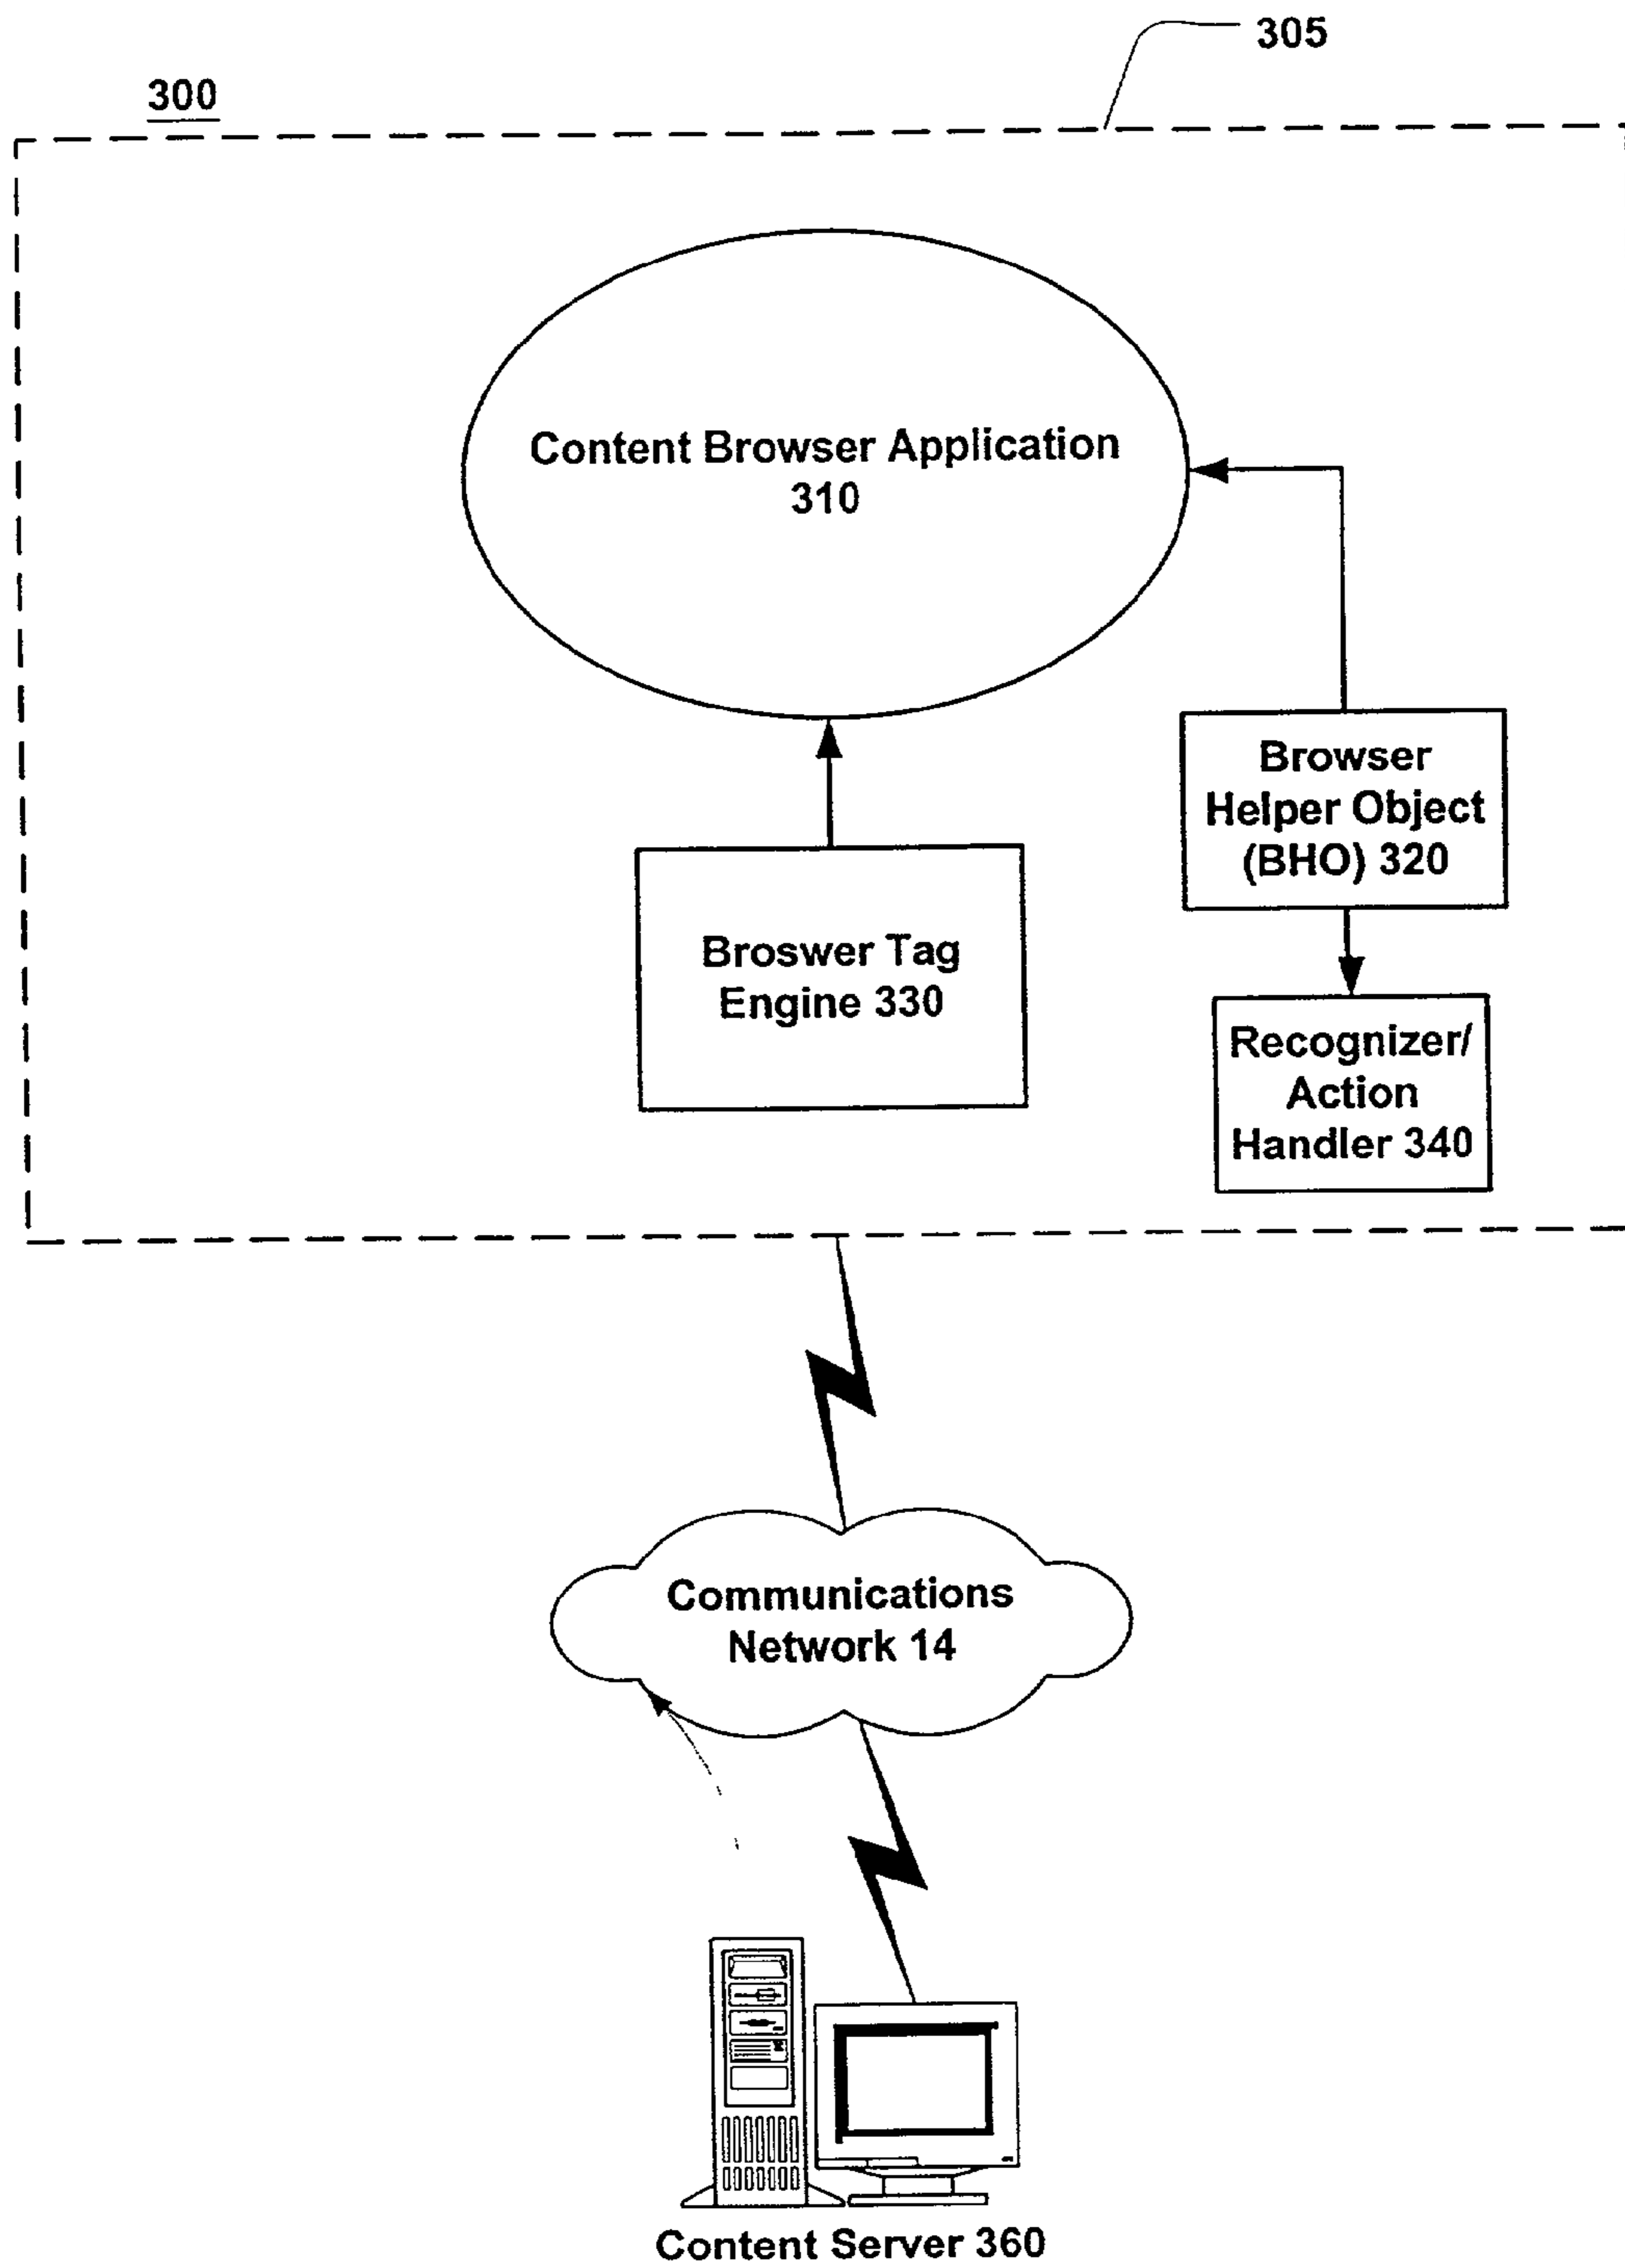 305
300
Content Browser Application
310
Browser
Helper Object
(BHO) 320
Broswer Tag
Engine 330
Recognizer/
Action
Handler 340
Communications
Network 14
Content Server 360